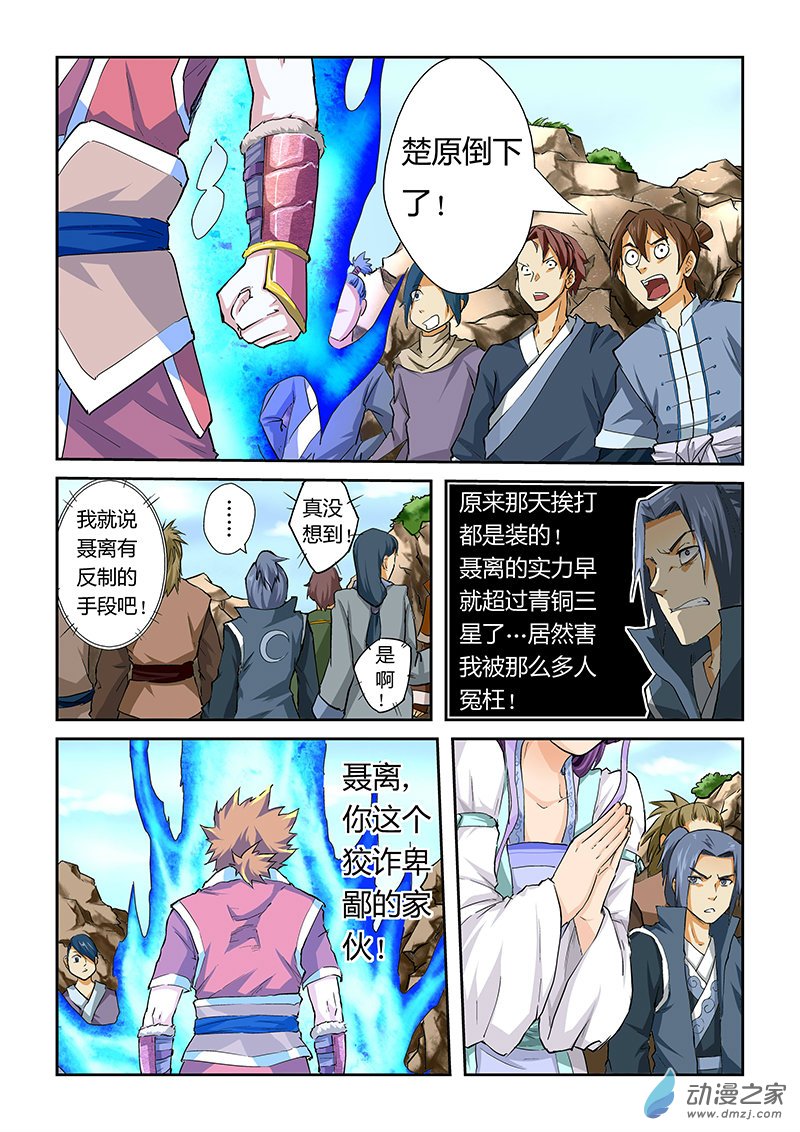 楚原倒下
了！
我就说
聂离有
反制的
手段吧！
……
真没
想到！
是
啊！
原来那天挨打
都是装的！
聂离的实力早
就超过青铜三
星了…居然害
我被那么多人
冤枉！
聂离，
你这个
狡诈卑
鄙的家
伙！
动漫之家
www.dmzj.com